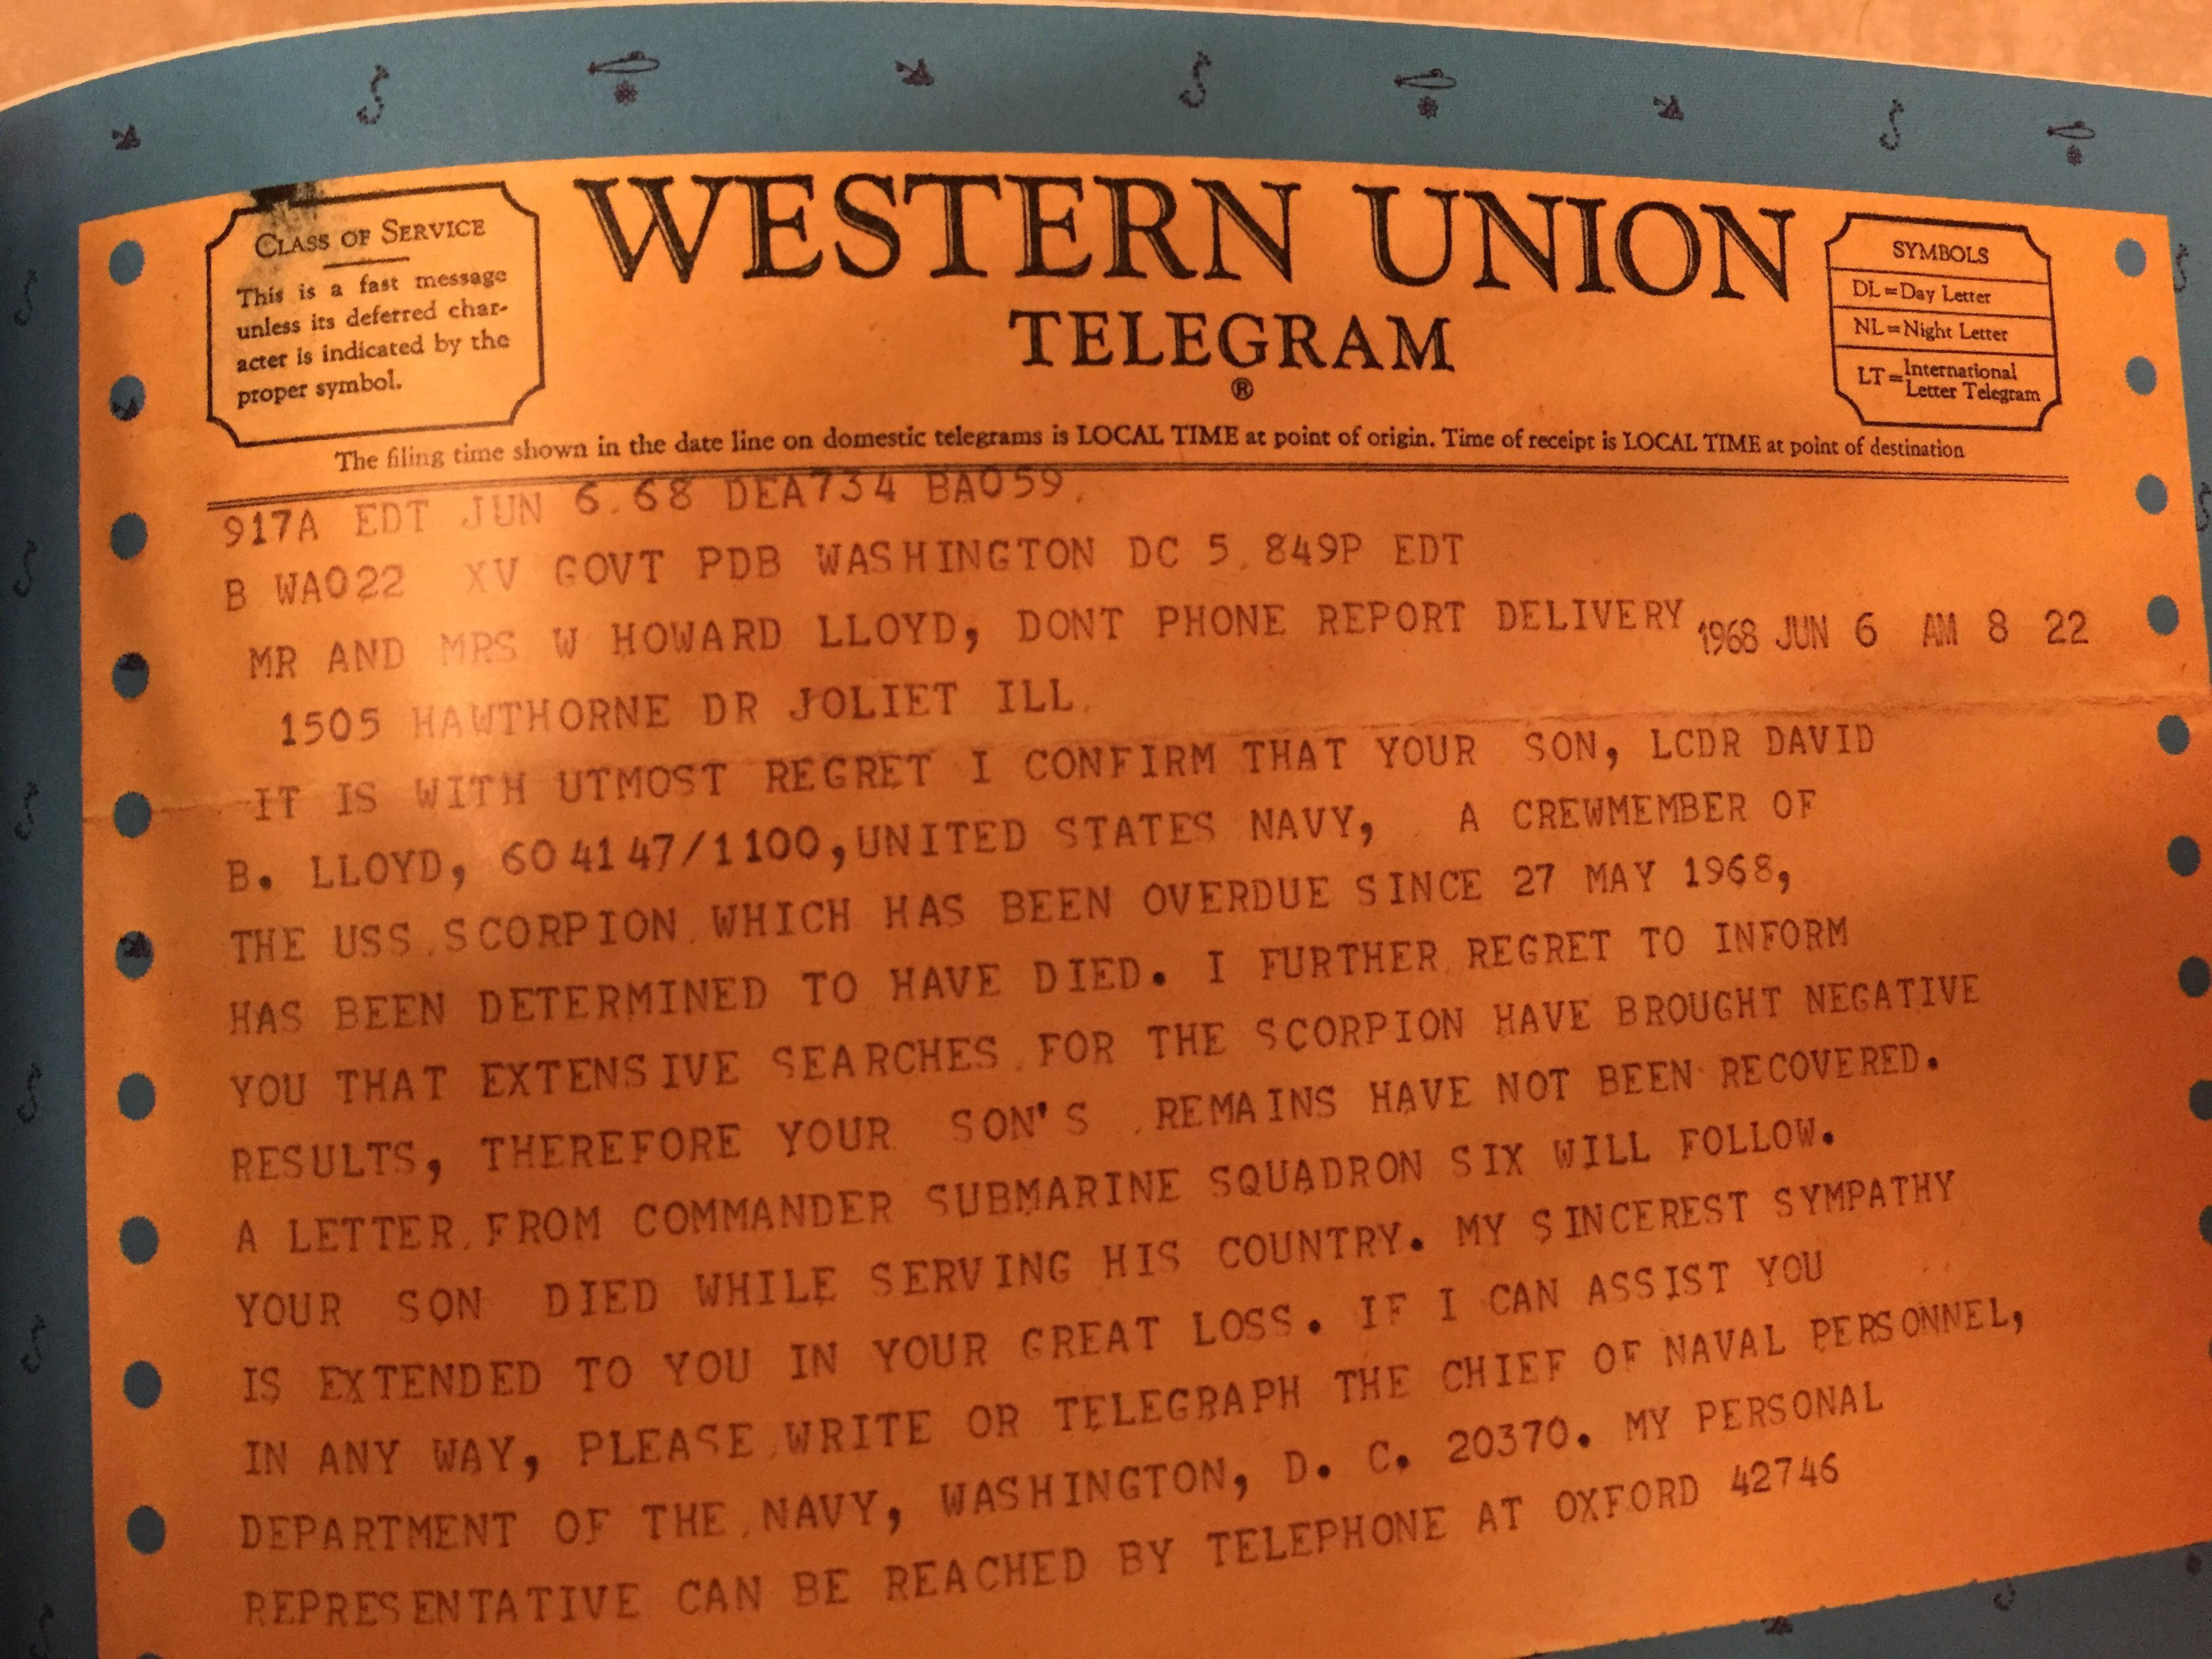 CLASS OF SERVICE
This is a fast message
unless its deferred char-
acter is indicated by the
proper symbol.
WESTERN UNION
TELEGRAM
®
SYMBOLS
DL=Day Letter
NL=Night Letter
LT=International
Letter Telegram
The filing time shown in the date line on domestic telegrams is LOCAL TIME at point of origin. Time of receipt is LOCAL TIME at point of destination
917A EDT JUN 6.68 DEA734 BA059.
B WA022 XV GOVT PDB WASHINGTON DC 5.849P EDT
MR AND MRS W HOWARD LLOYD, DONT PHONE REPORT DELIVERY
1968 JUN 6 AM 8 22
1505 HAWTHORNE DR JOLIET ILL.
IT IS WITH UTMOST REGRET I CONFIRM THAT YOUR SON, LCDR DAVID
B. LLOYD, 604147/1100,UNITED STATES NAVY, A CREWMEMBER OF
THE USS.SCORPION.WHICH HAS BEEN OVERDUE SINCE 27 MAY 1968,
HAS BEEN DETERMINED TO HAVE DIED. I FURTHER REGRET TO INFORM
YOU THAT EXTENSIVE SEARCHES.FOR THE SCORPION HAVE BROUGHT NEGATIVE
RESULTS, THEREFORE YOUR SON'S .REMAINS HAVE NOT BEEN RECOVERED.
A LETTER.FROM COMMANDER SUBMARINE SQUADRON SIX WILL FOLLOW.
YOUR SON DIED WHILE SERVING HIS COUNTRY. MY SINCEREST SYMPATHY
IS EXTENDED TO YOU IN YOUR GREAT LOSS. IF I CAN ASSIST YOU
IN ANY WAY, PLEASE.WRITE OR TELEGRAPH THE CHIEF OF NAVAL PERSONNEL,
DEPARTMENT OF THE.NAVY, WASHINGTON, D. C. 20370. MY PERSONAL
REPRESENTATIVE CAN BE REACHED BY TELEPHONE AT OXFORD 42746